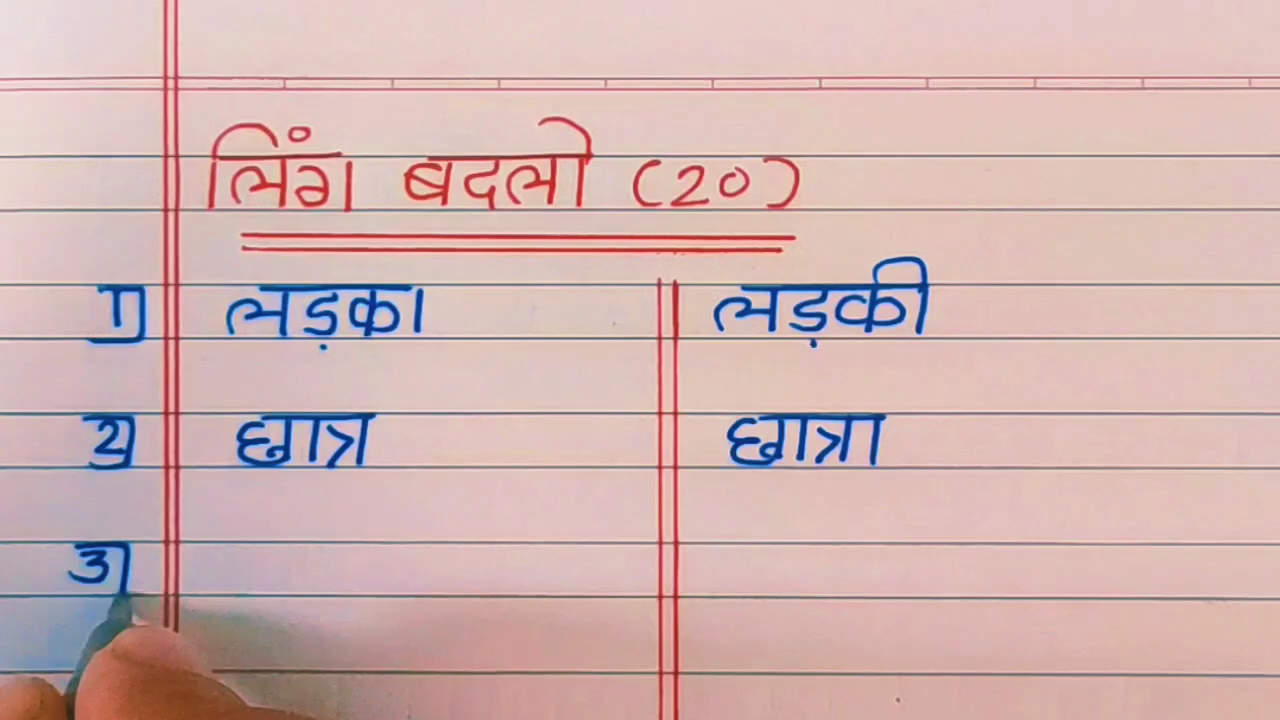 लिंग बदलो (20)
1) लड़का लड़की
2) छात्र छात्रा
3)